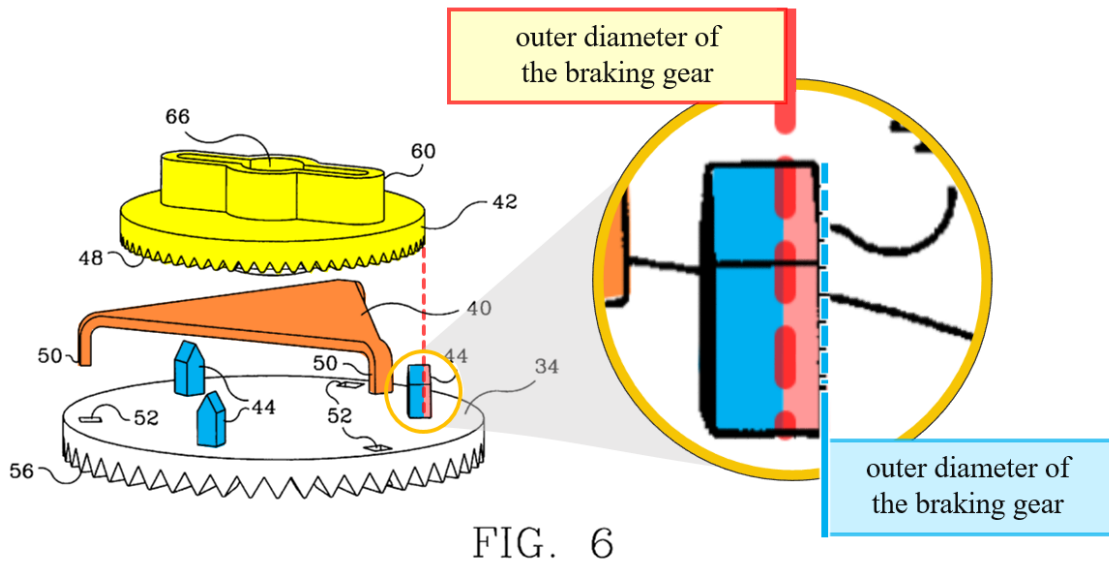 outer diameter of
the braking gear
66
60
42
48
40
50
50
44
34
44
52
52
56
outer diameter of
the braking gear
FIG. 6